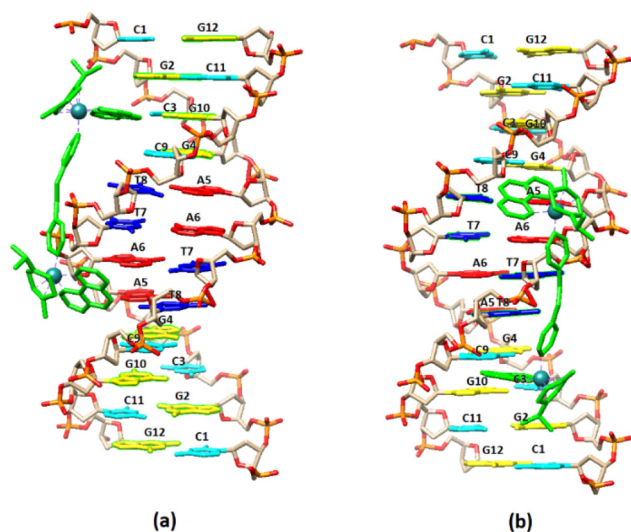 C1 G12
G2 C11
C3 G10
C9 G4
T8 A5
T7 A6
A6 T7
A5 T8
G4
C9 C3
G10
C11 G2
G12 C1
(a)
C1 G12
G2 C11
C3 G10
C9 G4
T8 A5
T7 A6
A6 T7
A5 T8
G4
C9
G10 C3
C11 G2
G12 C1
(b)